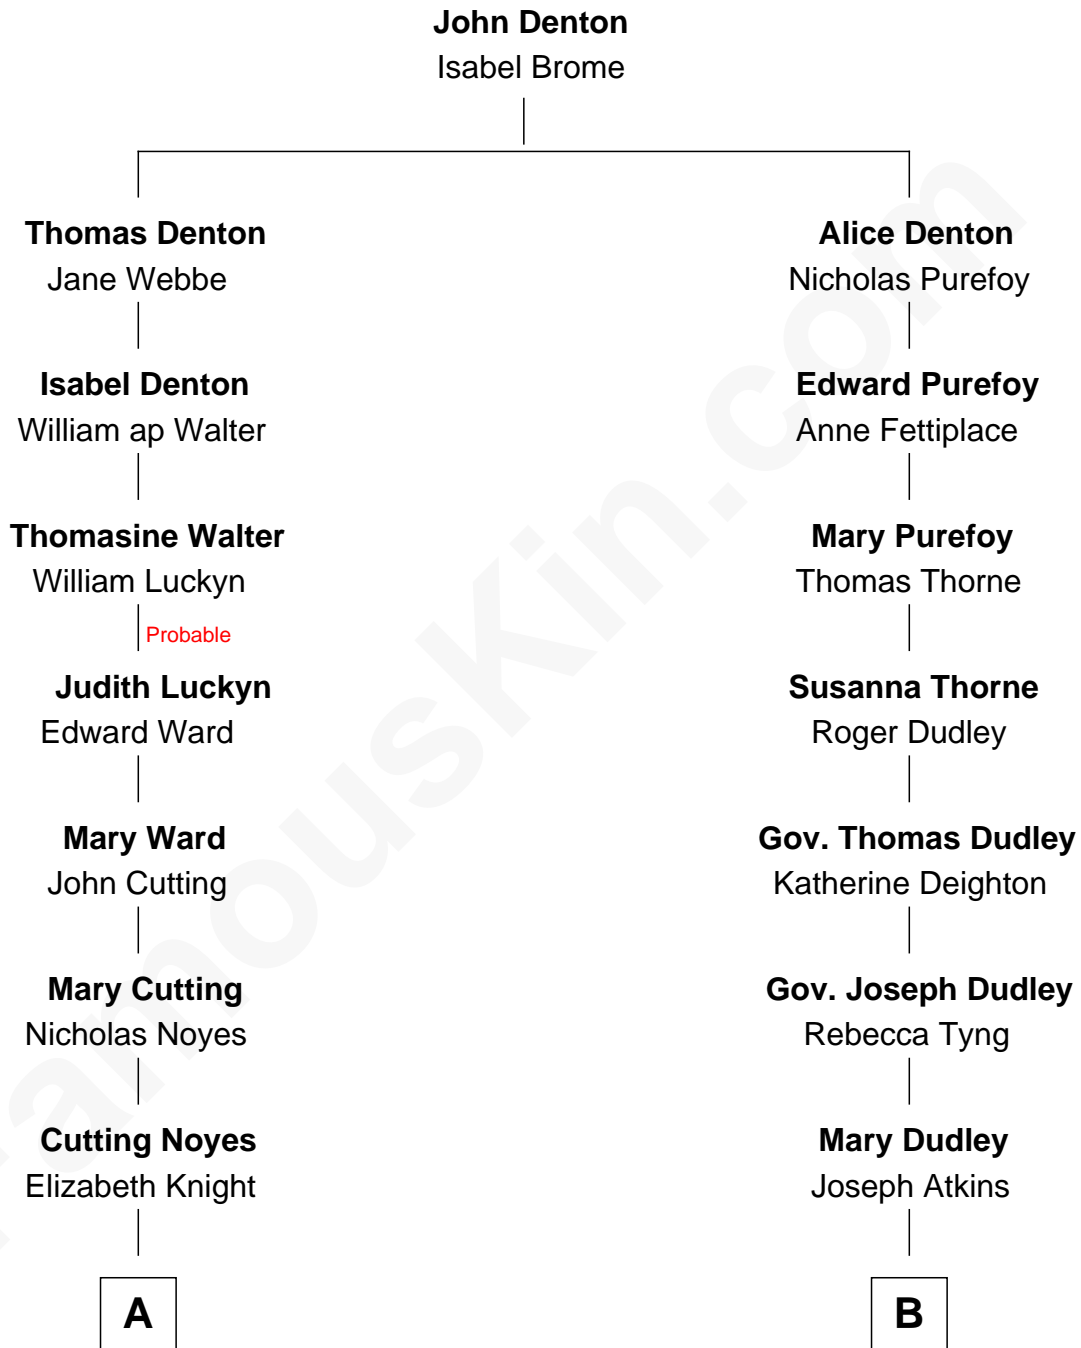 John Denton
Isabel Brome
Thomas Denton
Jane Webbe
Alice Denton
Nicholas Purefoy
Isabel Denton
William ap Walter
Edward Purefoy
Anne Fettiplace
Thomasine Walter
William Luckyn
Mary Purefoy
Thomas Thorne
Probable
Judith Luckyn
Edward Ward
Susanna Thorne
Roger Dudley
Mary Ward
John Cutting
Gov. Thomas Dudley
Katherine Deighton
Mary Cutting
Nicholas Noyes
Gov. Joseph Dudley
Rebecca Tyng
Cutting Noyes
Elizabeth Knight
Mary Dudley
Joseph Atkins
A
B
FamousKin.com